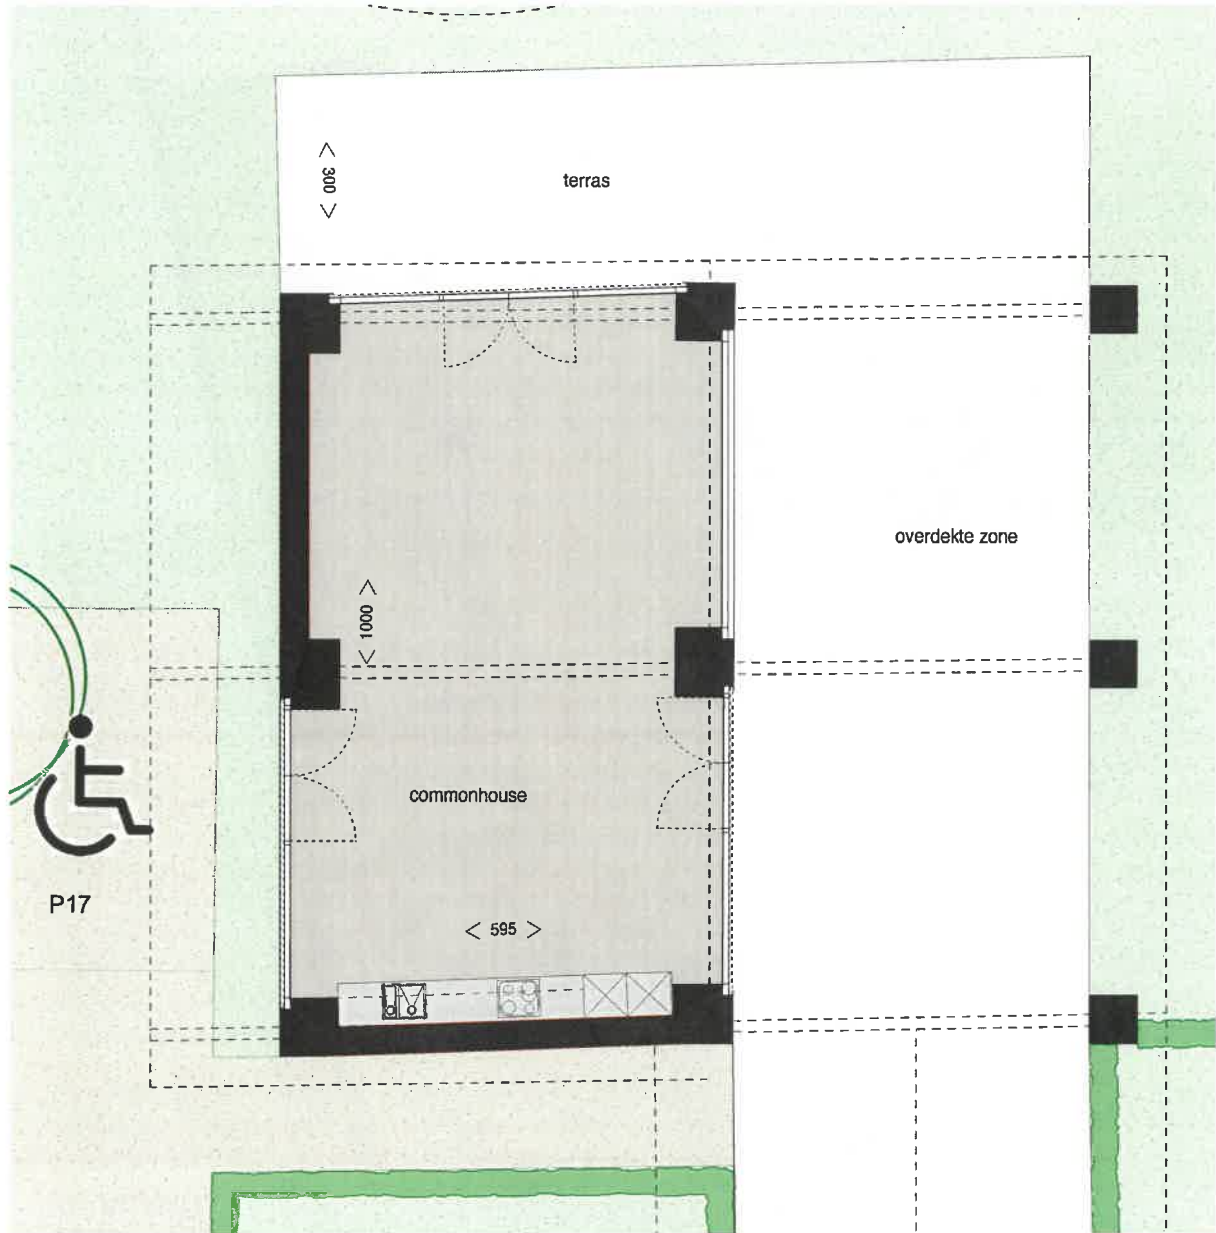 < 300 >
terras
overdekte zone
< 1000 >
commonhouse
P17
< 595 >